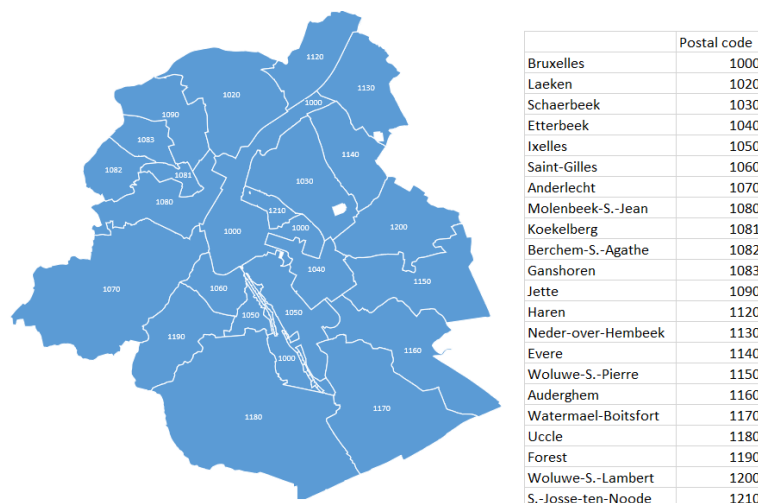 1120
1130
1020
1000
1090
1083
1140
1082
1081
1030
1080
1210
1000
1000
1200
1040
1150
1070
1060
1050
1050
1190
1160
1000
1170
1180
Postal code
Bruxelles 1000
Laeken 1020
Schaerbeek 1030
Etterbeek 1040
Ixelles 1050
Saint-Gilles 1060
Anderlecht 1070
Molenbeek-S.-Jean 1080
Koekelberg 1081
Berchem-S.-Agathe 1082
Ganshoren 1083
Jette 1090
Haren 1120
Neder-over-Hembeek 1130
Evere 1140
Woluwe-S.-Pierre 1150
Auderghem 1160
Watermael-Boitsfort 1170
Uccle 1180
Forest 1190
Woluwe-S.-Lambert 1200
S.-Josse-ten-Noode 1210